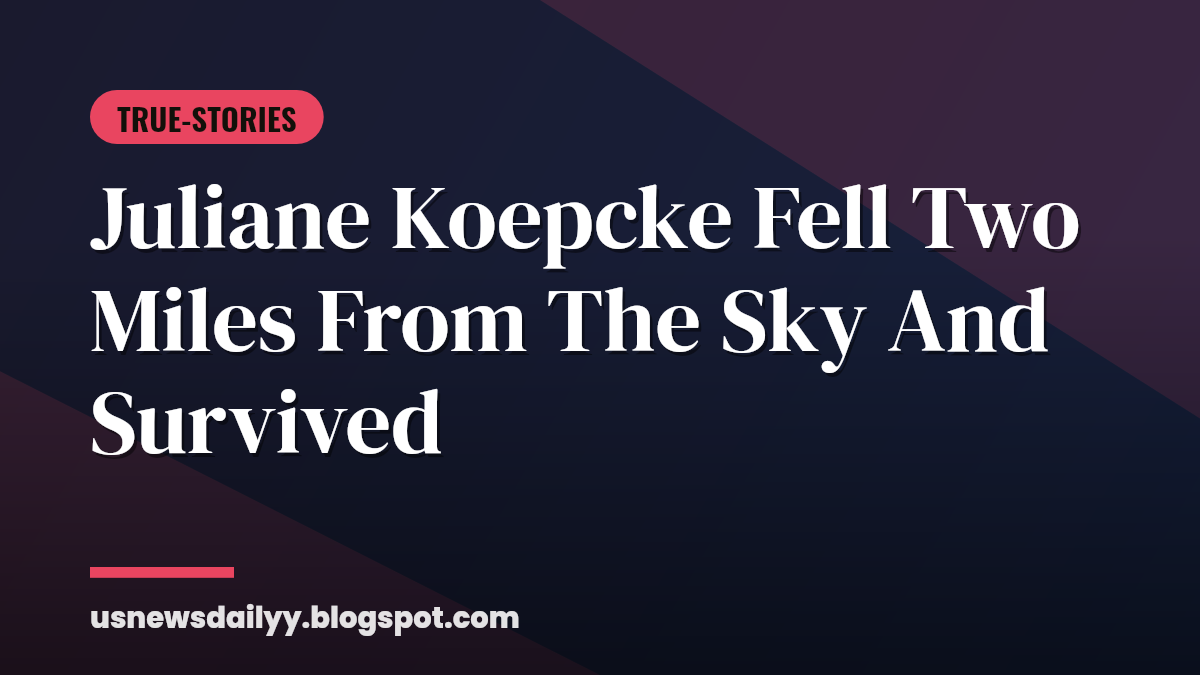 TRUE-STORIES
Juliane Koepcke Fell Two
Miles From The Sky And
Survived
usnewsdailyy.blogspot.com